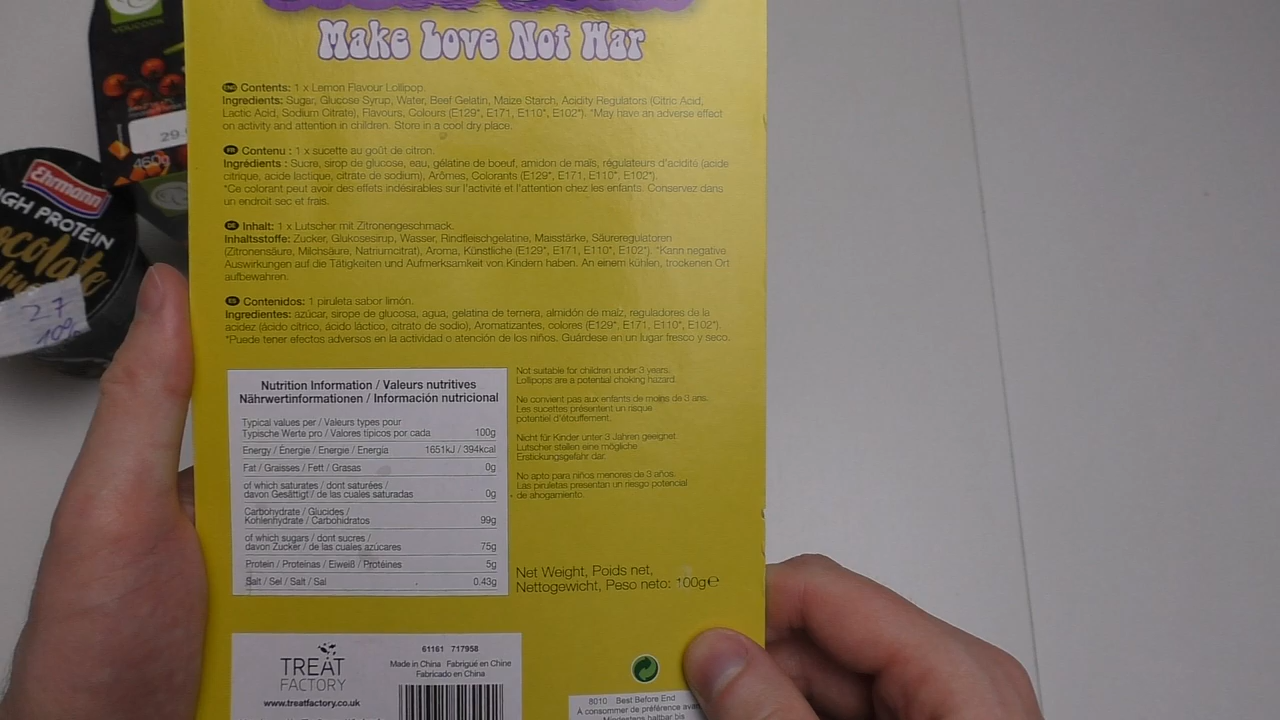 Make Love Not War
ENG Contents: 1 x Lemon Flavour Lollipop.
Ingredients: Sugar, Glucose Syrup, Water, Beef Gelatin, Maize Starch, Acidity Regulators (Citric Acid,
Lactic Acid, Sodium Citrate), Flavours, Colours (E129*, E171, E110*, E102*). *May have an adverse effect
on activity and attention in children. Store in a cool dry place.
FR Contenu : 1 x sucette au goût de citron.
Ingrédients : Sucre, sirop de glucose, eau, gélatine de boeuf, amidon de maïs, régulateurs d'acidité (acide
citrique, acide lactique, citrate de sodium), Arômes, Colorants (E129*, E171, E110*, E102*).
*Ce colorant peut avoir des effets indésirables sur l'activité et l'attention chez les enfants. Conservez dans
un endroit sec et frais.
DE Inhalt: 1 x Lutscher mit Zitronengeschmack.
Inhaltsstoffe: Zucker, Glukosesirup, Wasser, Rindfleischgelatine, Maisstärke, Säureregulatoren
(Zitronensäure, Milchsäure, Natriumcitrat), Aroma, Künstliche (E129*, E171, E110*, E102*). *Kann negative
Auswirkungen auf die Tätigkeiten und Aufmerksamkeit von Kindern haben. An einem kühlen, trockenen Ort
aufbewahren.
ES Contenidos: 1 piruleta sabor limón.
Ingredientes: azúcar, sirope de glucosa, agua, gelatina de ternera, almidón de maíz, reguladores de la
acidez (ácido cítrico, ácido láctico, citrato de sodio), Aromatizantes, colores (E129*, E171, E110*, E102*).
*Puede tener efectos adversos en la actividad o atención de los niños. Guárdese en un lugar fresco y seco.
Nutrition Information / Valeurs nutritives
Nährwertinformationen / Información nutricional
Typical values per / Valeurs types pour
Typische Werte pro / Valores típicos por cada 100g
Energy / Énergie / Energie / Energia 1651kJ / 394kcal
Fat / Graisses / Fett / Grasas 0g
of which saturates / dont saturées /
davon Gesättigt / de las cuales saturadas 0g
Carbohydrate / Glucides /
Kohlenhydrate / Carbohidratos 99g
of which sugars / dont sucres /
davon Zucker / de las cuales azúcares 75g
Protein / Proteinas / Eiweiß / Protéines 5g
Salt / Sel / Salt / Sal 0.43g
Not suitable for children under 3 years.
Lollipops are a potential choking hazard.
Ne convient pas aux enfants de moins de 3 ans.
Les sucettes présentent un risque
potentiel d'étouffement.
Nicht für Kinder unter 3 Jahren geeignet
Lutscher stellen eine mögliche
Erstickungsgefahr dar.
No apto para niños menores de 3 años.
Las piruletas presentan un riesgo potencial
de ahogamiento.
Net Weight, Poids net,
Nettogewicht, Peso neto: 100g e
TREAT
FACTORY
www.treatfactory.co.uk
61161 717958
Made in China Fabriqué en Chine
Fabricado en China
8010 Best Before End
A consommer de préférence avan
Mindestens haltbar bis
YOUCOOK
29.
460g
Ehrmann
HIGH PROTEIN
27
10%